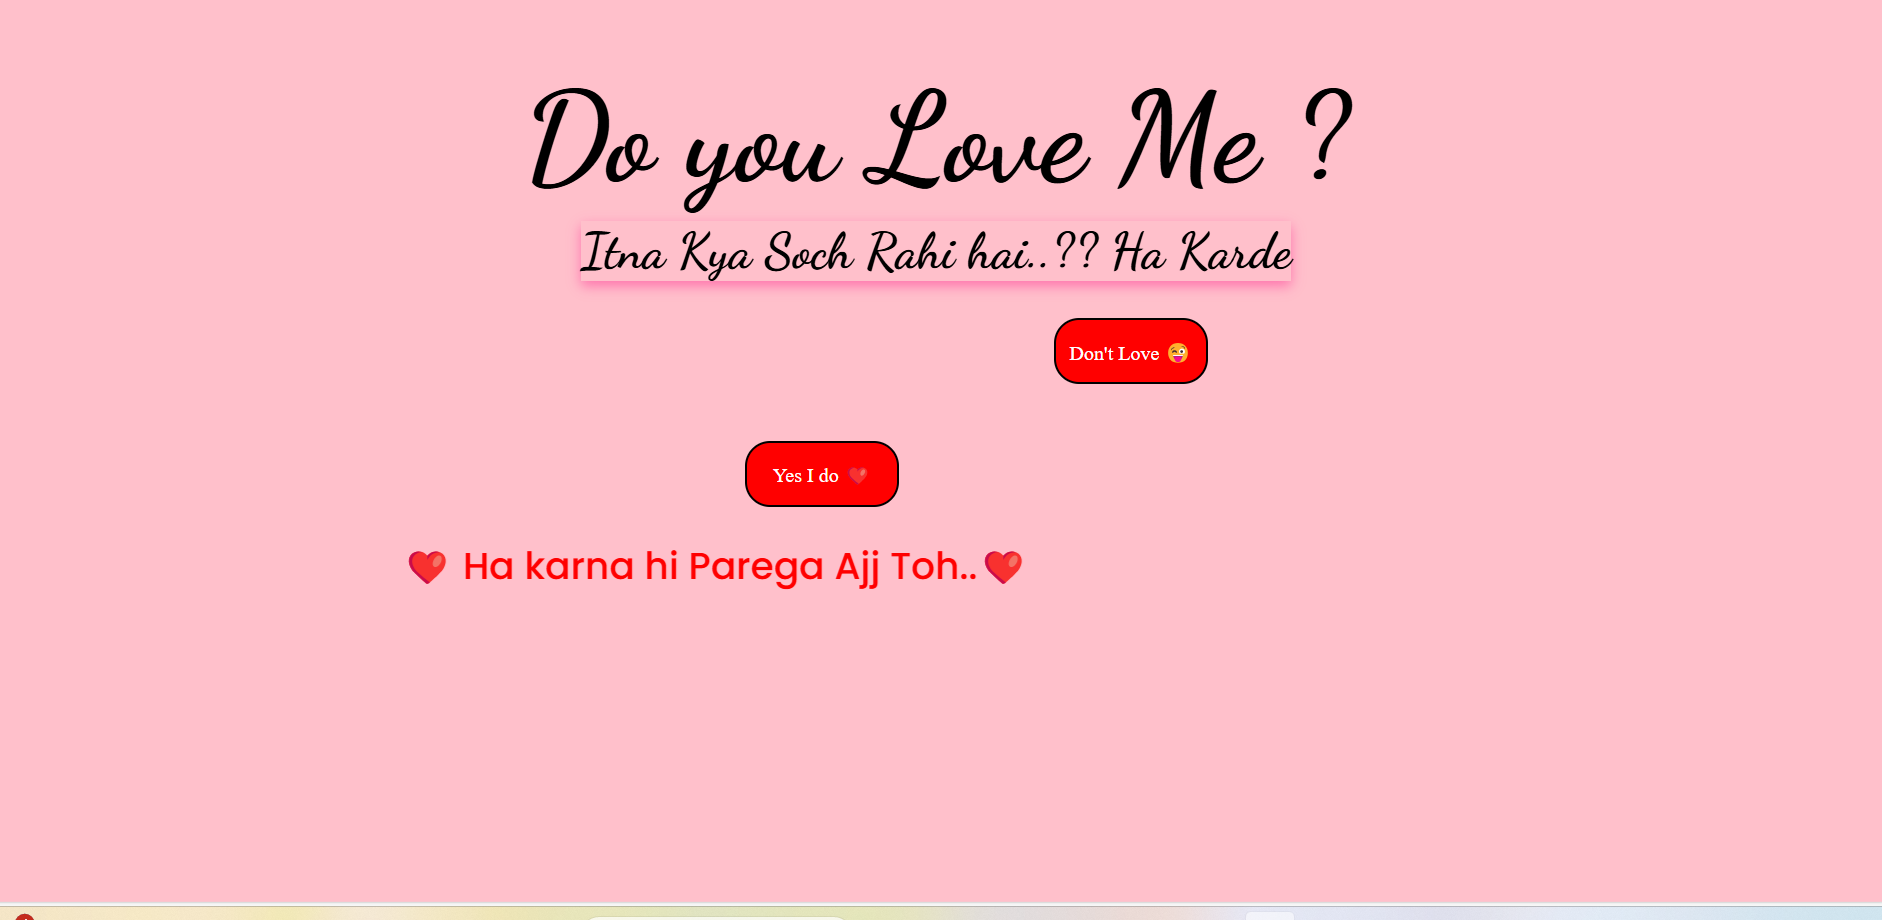 Do you Love Me ?
Itna Kya Soch Rahi hai..?? Ha Karde
Don't Love 😜
Yes I do ❤️
❤️ Ha karna hi Parega Ajj Toh..❤️